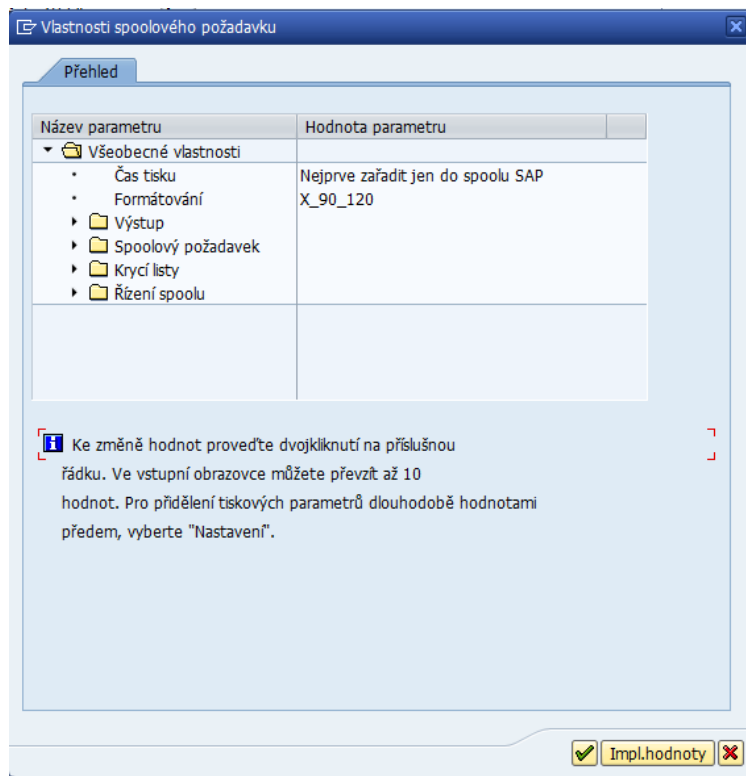 Vlastnosti spoolového požadavku
Přehled
Název parametru Hodnota parametru
Všeobecné vlastnosti
Čas tisku Nejprve zařadit jen do spoolu SAP
Formátování X_90_120
Výstup
Spoolový požadavek
Krycí listy
Řízení spoolu
Ke změně hodnot proveďte dvojkliknutí na příslušnou
řádku. Ve vstupní obrazovce můžete převzít až 10
hodnot. Pro přidělení tiskových parametrů dlouhodobě hodnotami
předem, vyberte "Nastavení".
Impl.hodnoty